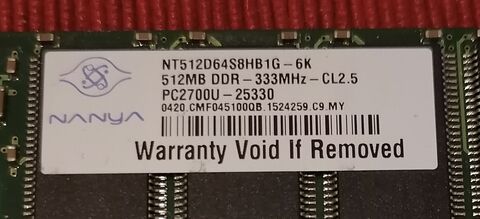 NT512D64S8HB1G-6K
512MB DDR-333MHz-CL2.5
PC2700U-25330
0420.CMF045100QB.1524259.C9.MY
NANYA
Warranty Void If Removed